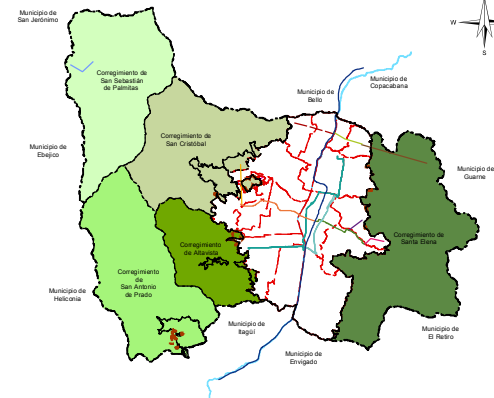 Municipio de
San Jerónimo
W
S
Corregimiento de
San Sebastián
de Palmitas
Municipio de
Bello
Municipio de
Copacabana
Corregimiento de
San Cristóbal
Municipio de
Ebejico
Municipio de
Guarne
Corregimiento de
Santa Elena
Corregimiento
de Altavista
Corregimiento
de
San Antonio
de Prado
Municipio de
Heliconia
Municipio de
Itagüí
Municipio de
El Retiro
Municipio de
Envigado